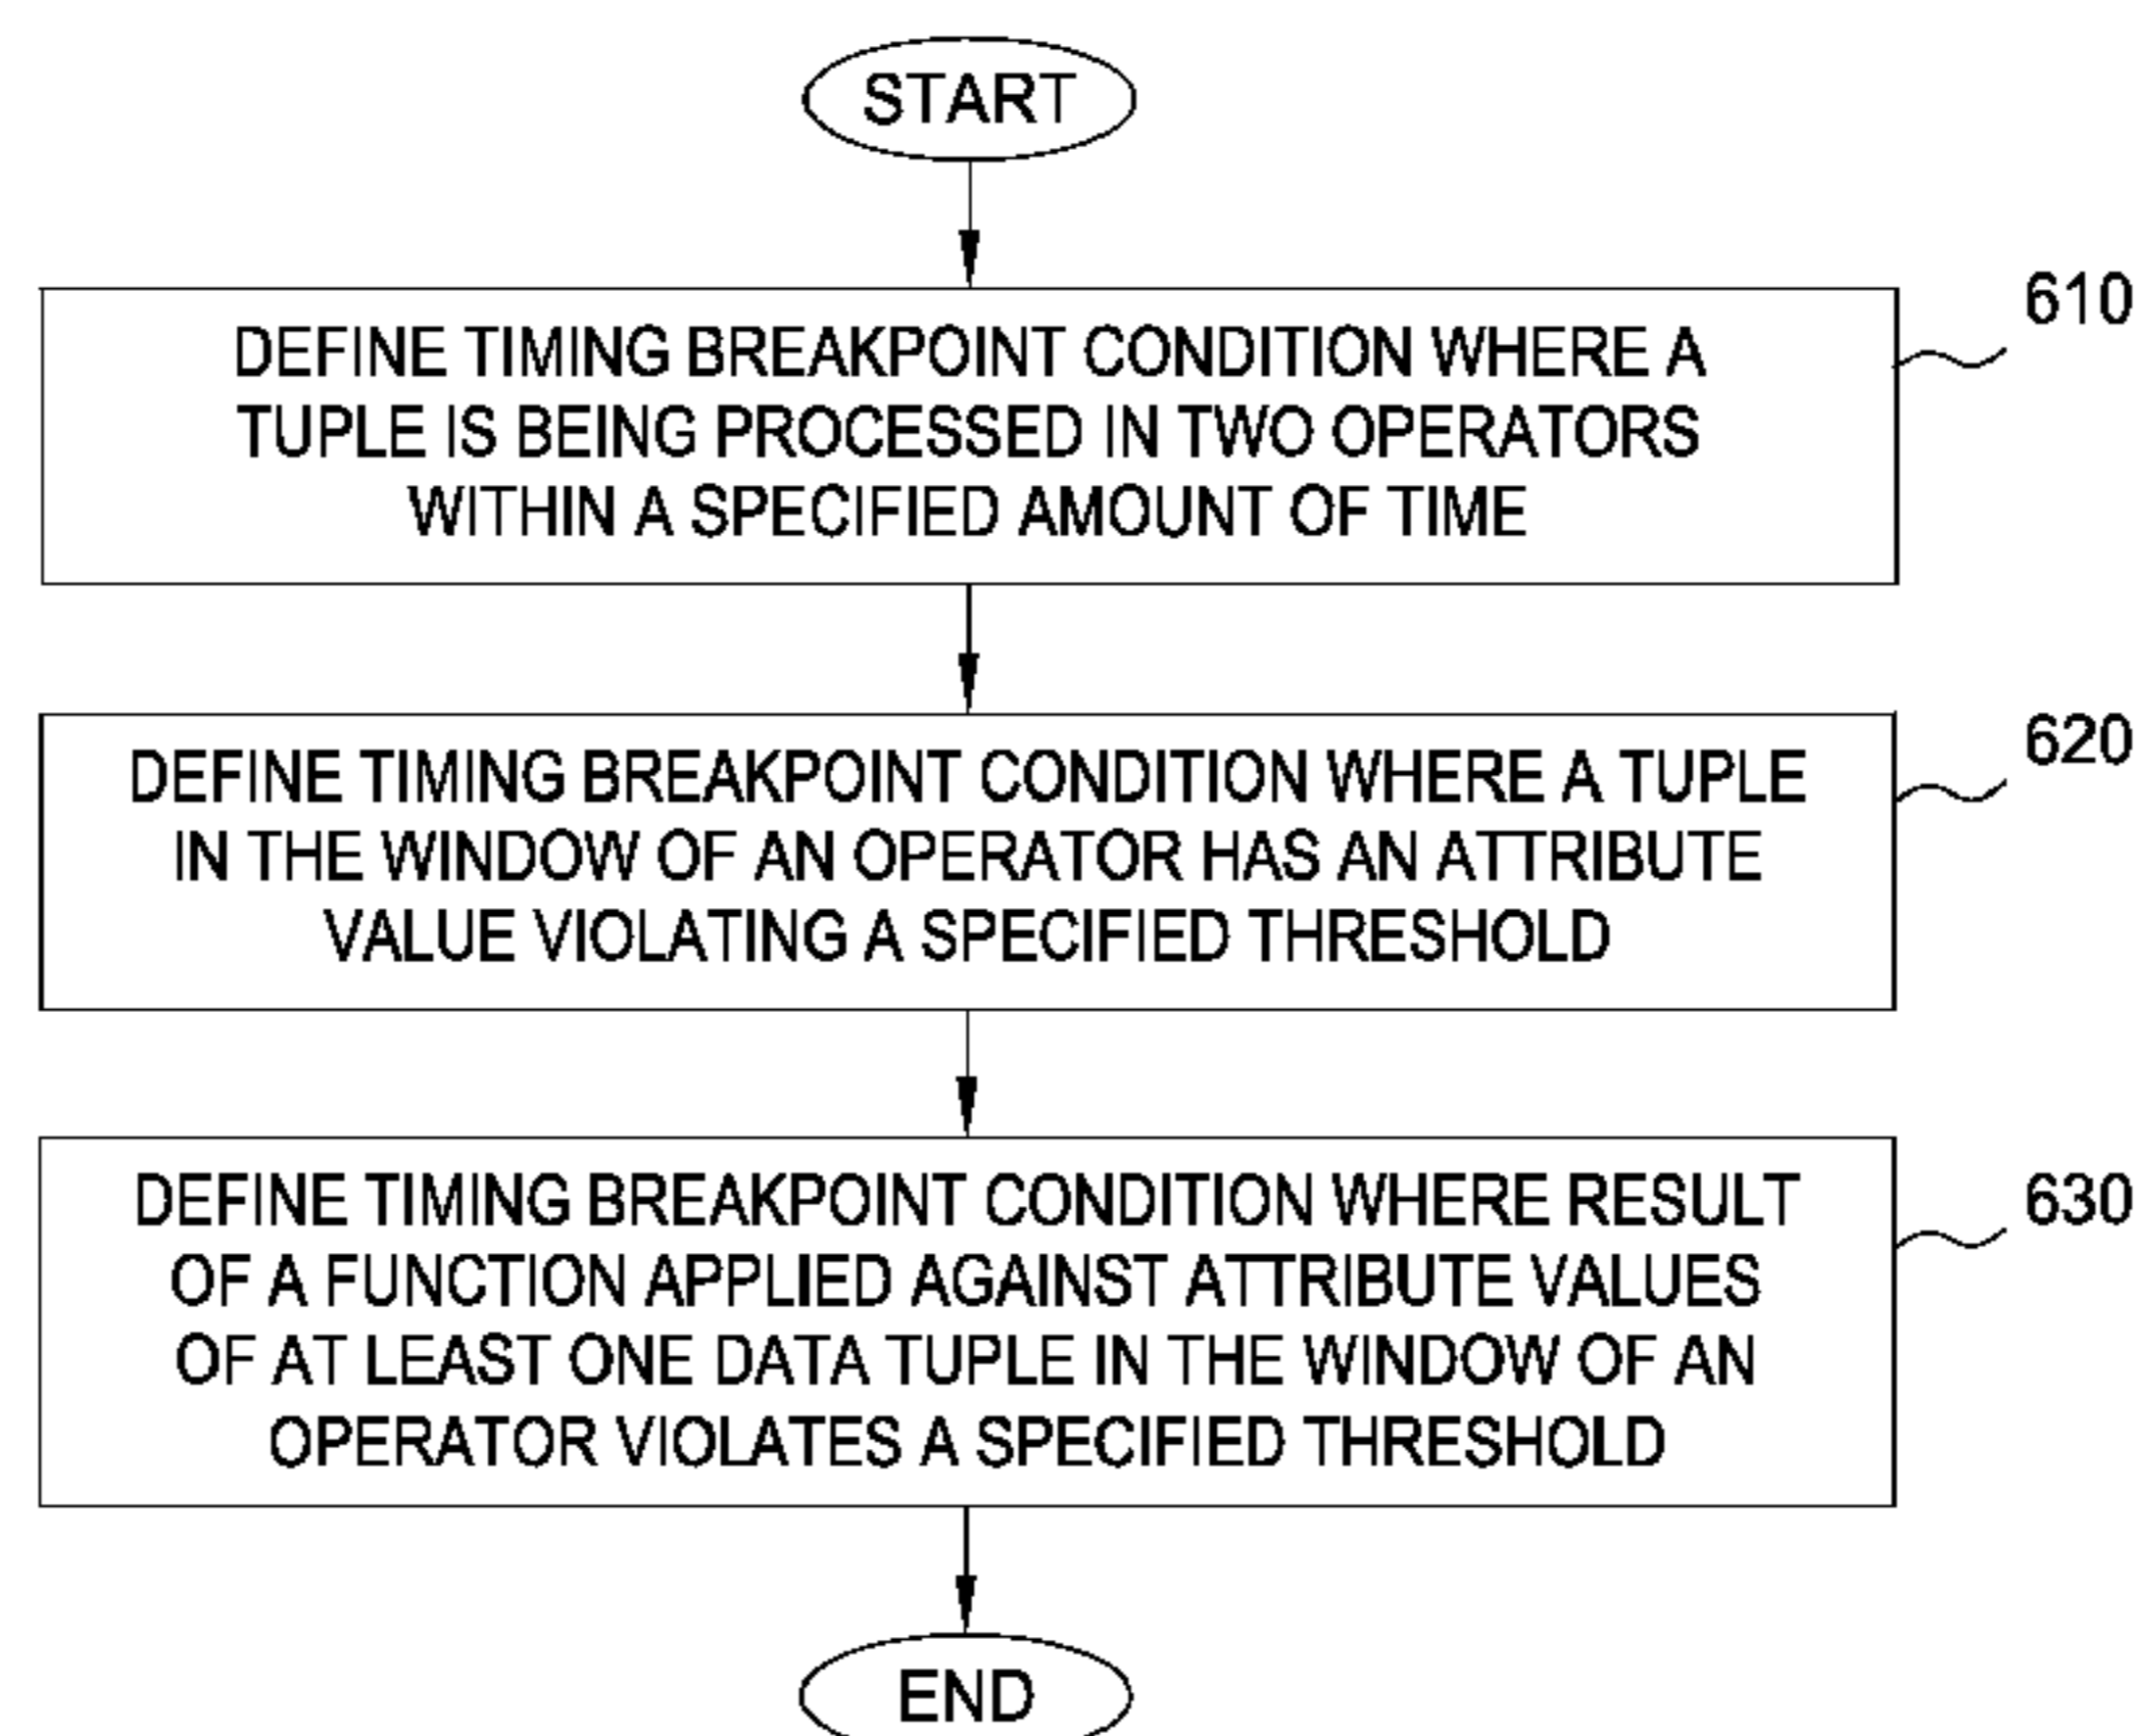 START
610
DEFINE TIMING BREAKPOINT CONDITION WHERE A
TUPLE IS BEING PROCESSED IN TWO OPERATORS
WITHIN A SPECIFIED AMOUNT OF TIME
620
DEFINE TIMING BREAKPOINT CONDITION WHERE A TUPLE
IN THE WINDOW OF AN OPERATOR HAS AN ATTRIBUTE
VALUE VIOLATING A SPECIFIED THRESHOLD
630
DEFINE TIMING BREAKPOINT CONDITION WHERE RESULT
OF A FUNCTION APPLIED AGAINST ATTRIBUTE VALUES
OF AT LEAST ONE DATA TUPLE IN THE WINDOW OF AN
OPERATOR VIOLATES A SPECIFIED THRESHOLD
END